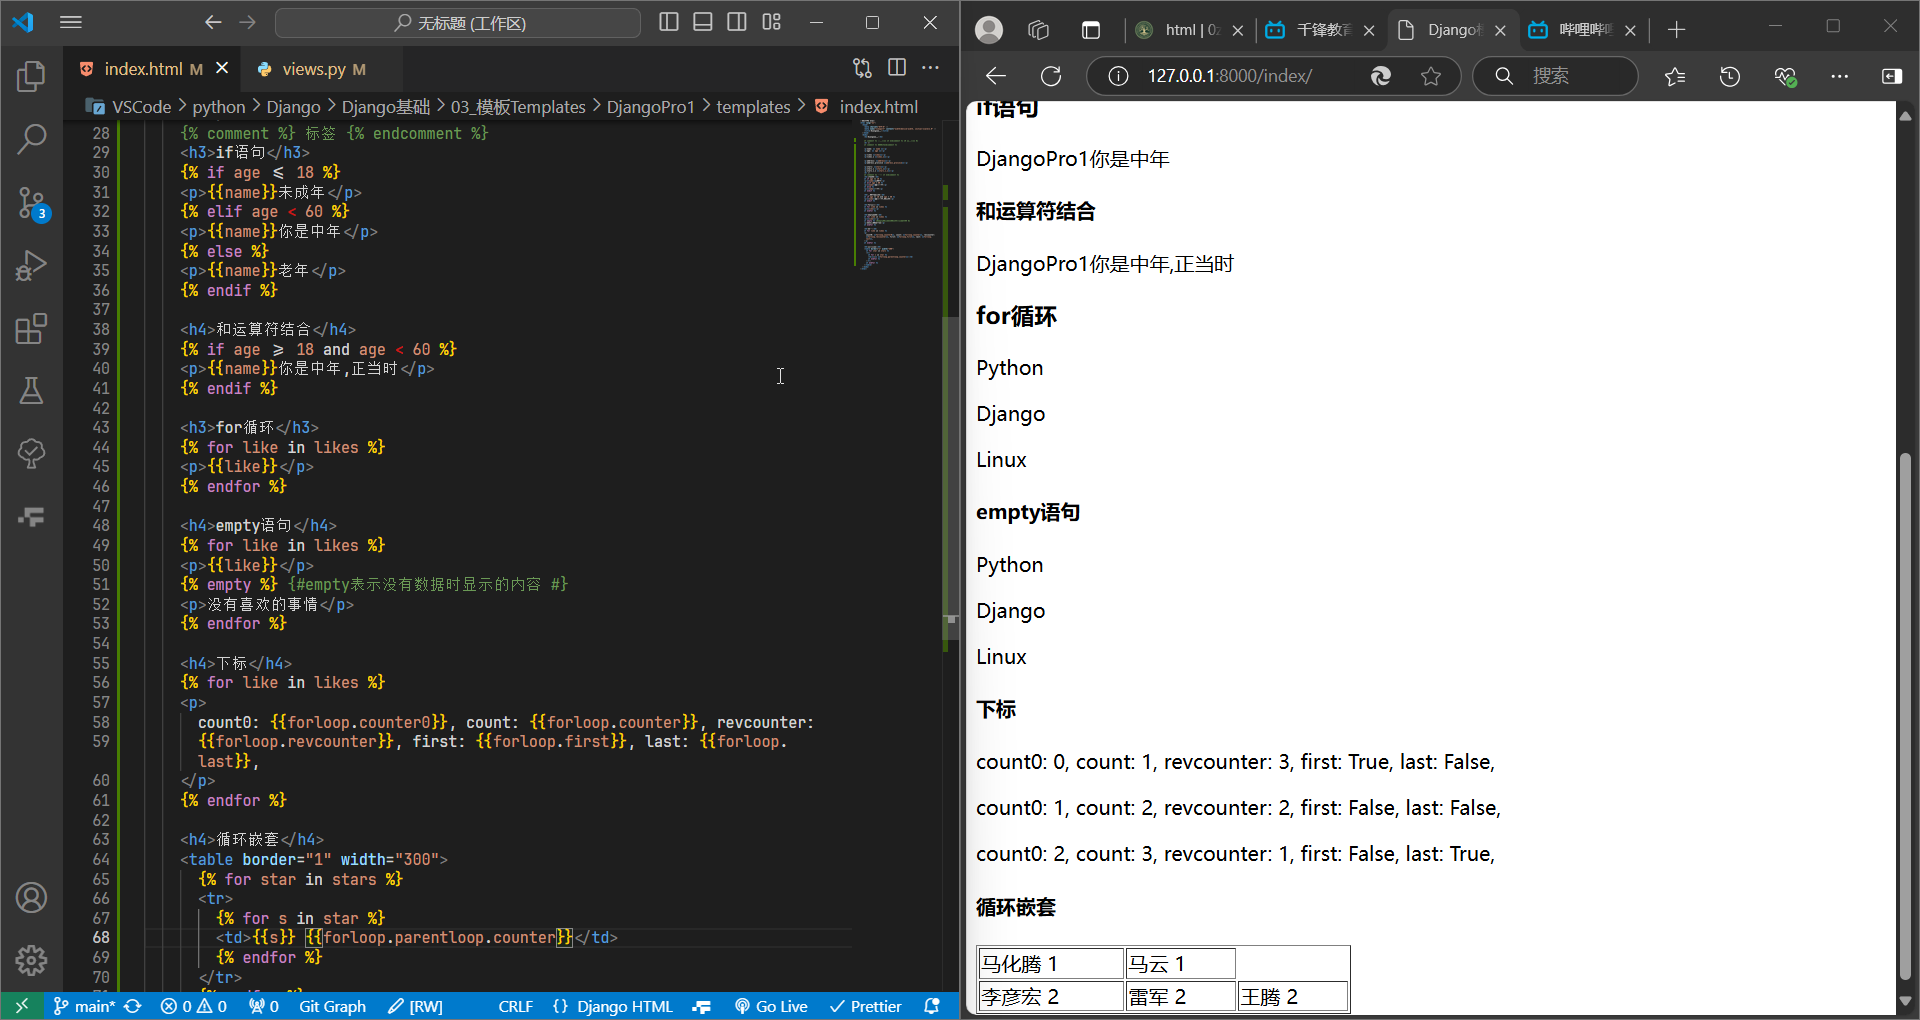 无标题 (工作区)
index.html M
views.py M
VSCode > python > Django > Django基础 > 03_模板Templates > DjangoPro1 > templates > index.html
28 {% comment %} 标签 {% endcomment %}
29 <h3>if语句</h3>
30 {% if age <= 18 %}
31 <p>{{name}}未成年</p>
32 {% elif age < 60 %}
33 <p>{{name}}你是中年</p>
34 {% else %}
35 <p>{{name}}老年</p>
36 {% endif %}
37
38 <h4>和运算符结合</h4>
39 {% if age >= 18 and age < 60 %}
40 <p>{{name}}你是中年,正当时</p>
41 {% endif %}
42
43 <h3>for循环</h3>
44 {% for like in likes %}
45 <p>{{like}}</p>
46 {% endfor %}
47
48 <h4>empty语句</h4>
49 {% for like in likes %}
50 <p>{{like}}</p>
51 {% empty %} {#empty表示没有数据时显示的内容 #}
52 <p>没有喜欢的事情</p>
53 {% endfor %}
54
55 <h4>下标</h4>
56 {% for like in likes %}
57 <p>
58 count0: {{forloop.counter0}}, count: {{forloop.counter}}, revcounter:
59 {{forloop.revcounter}}, first: {{forloop.first}}, last: {{forloop.
last}},
60 </p>
61 {% endfor %}
62
63 <h4>循环嵌套</h4>
64 <table border="1" width="300">
65 {% for star in stars %}
66 <tr>
67 {% for s in star %}
68 <td>{{s}} {{forloop.parentloop.counter}}</td>
69 {% endfor %}
70 </tr>
3
main* 0 0 0 Git Graph [RW] CRLF {} Django HTML Go Live Prettier
html | 0z
千锋教育
Django模
哔哩哔哩
127.0.0.1:8000/index/
搜索
if语句
DjangoPro1你是中年
和运算符结合
DjangoPro1你是中年,正当时
for循环
Python
Django
Linux
empty语句
Python
Django
Linux
下标
count0: 0, count: 1, revcounter: 3, first: True, last: False,
count0: 1, count: 2, revcounter: 2, first: False, last: False,
count0: 2, count: 3, revcounter: 1, first: False, last: True,
循环嵌套
马化腾 1 马云 1
李彦宏 2 雷军 2 王腾 2